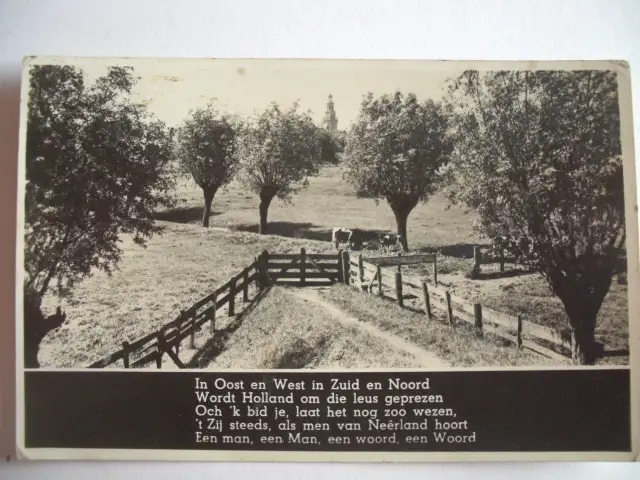 In Oost en West in Zuid en Noord
Wordt Holland om die leus geprezen
Och 'k bid je, laat het nog zoo wezen,
't Zij steeds, als men van Neêrland hoort
Een man, een Man, een woord, een Woord